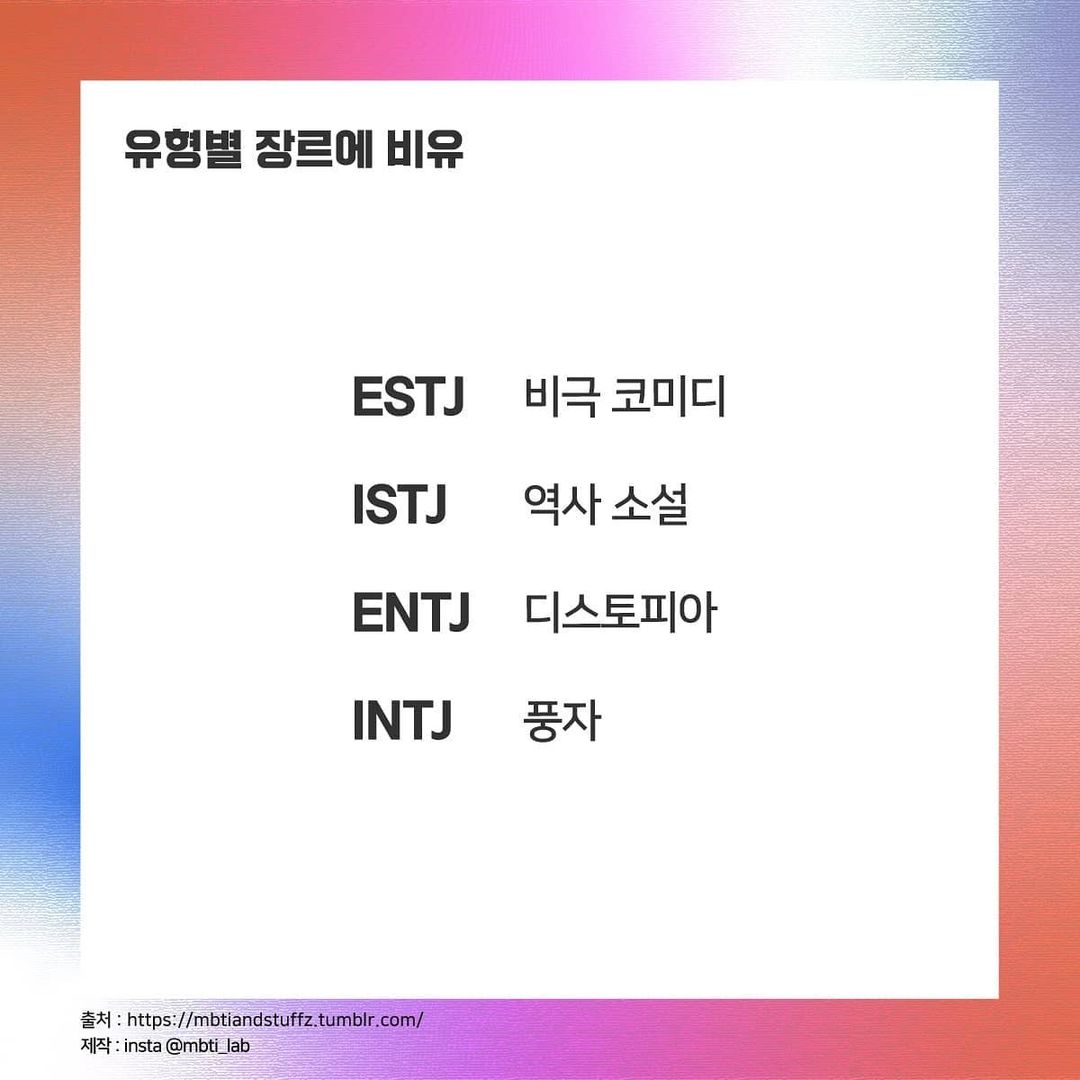 유형별 장르에 비유
ESTJ 비극 코미디
ISTJ 역사 소설
ENTJ 디스토피아
INTJ 풍자
출처 : https://mbtiandstuffz.tumblr.com/
제작 : insta @mbti_lab